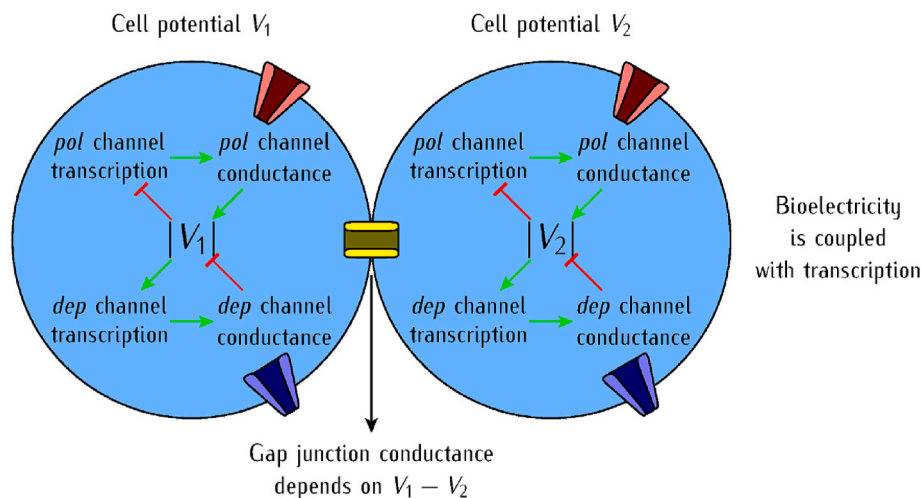 Cell potential V₁
Cell potential V₂
pol channel
transcription
pol channel
conductance
|V₁|
dep channel
transcription
dep channel
conductance
pol channel
transcription
pol channel
conductance
|V₂|
dep channel
transcription
dep channel
conductance
Bioelectricity
is coupled
with transcription
Gap junction conductance
depends on V₁ − V₂